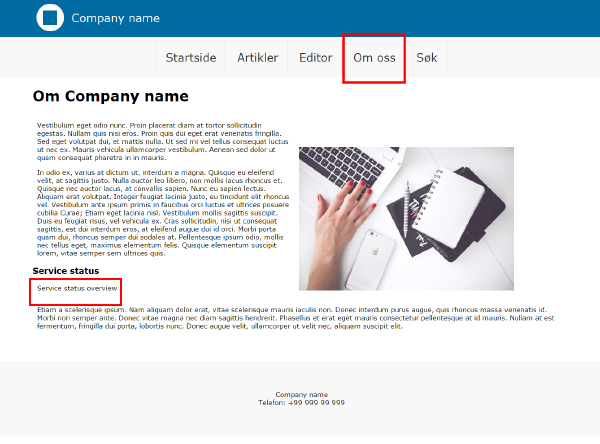 Company name
Startside
Artikler
Editor
Om oss
Søk
Om Company name
Vestibulum eget odio nunc. Proin placerat diam at tortor sollicitudin
egestas. Nullam quis nisi eros. Proin quis dui eget erat venenatis fringilla.
Sed eget volutpat dui, et mattis nulla. Ut sed mi vel tellus consequat luctus
ut nec ex. Mauris vehicula ullamcorper vestibulum. Aenean sed dolor ut
quam consequat pharetra in in mauris.
In odio ex, varius at dictum ut, interdum a magna. Quisque eu eleifend
velit, at sagittis justo. Nulla auctor leo libero, non mollis lacus rhoncus et.
Quisque nec auctor lacus, at convallis sapien. Nunc eu sapien lectus.
Aliquam erat volutpat. Integer feugiat lacinia justo, eu tincidunt elit rhoncus
vel. Vestibulum ante ipsum primis in faucibus orci luctus et ultrices posuere
cubilia Curae; Etiam eget lacinia nisl. Vestibulum mollis sagittis suscipit.
Duis eu feugiat risus, vel vehicula ex. Cras sollicitudin, nisi ut consequat
sagittis, est dui interdum eros, at eleifend augue dui id orci. Morbi porta
quam dui, rhoncus semper dui sodales at. Pellentesque ipsum odio, mollis
nec tellus eget, maximus elementum felis. Quisque elementum suscipit
lorem, vitae semper sem ultrices quis.
Service status
Service status overview
Etiam a scelerisque ipsum. Nam aliquam dolor erat, vitae scelerisque mauris iaculis non. Donec interdum purus augue, quis rhoncus massa venenatis id.
Morbi non semper ante. Donec vitae magna nec diam sagittis hendrerit. Phasellus et erat eget mauris consectetur pellentesque at id mauris. Nullam at est
fermentum, fringilla dui porta, lobortis nunc. Donec augue velit, ullamcorper ut velit nec, aliquam suscipit elit.
Company name
Telefon: +99 999 99 999